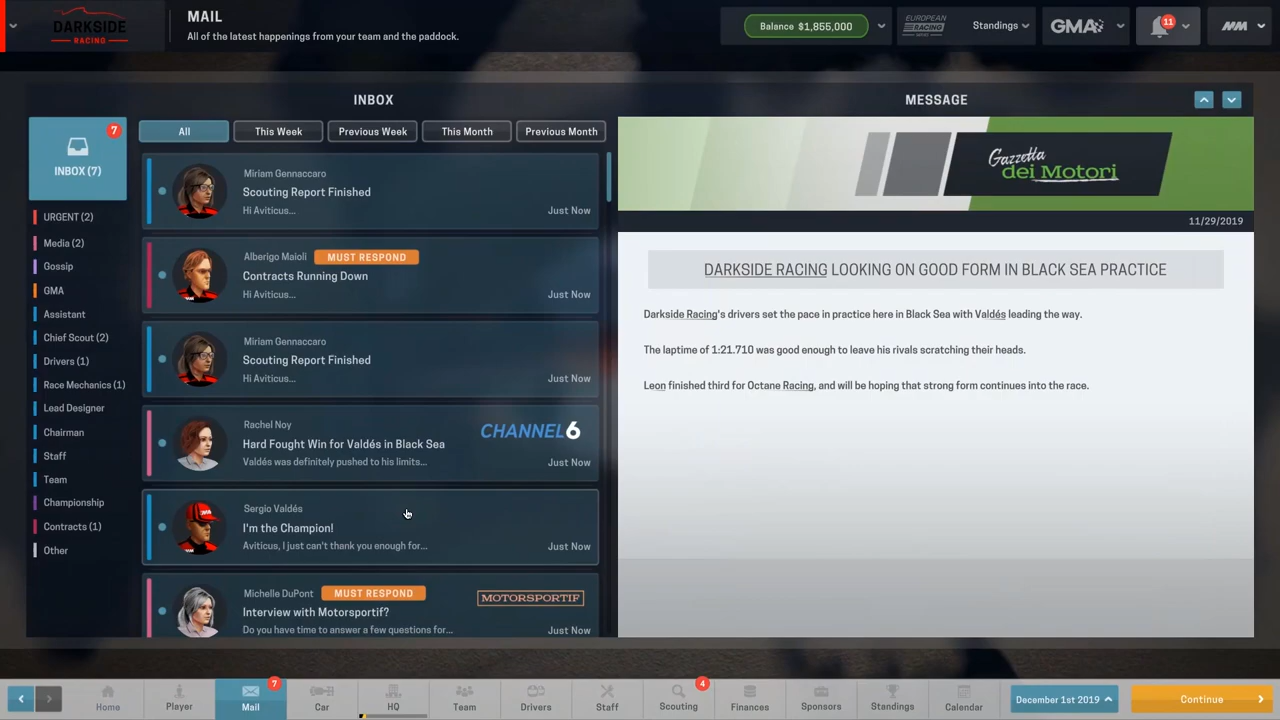 DARKSIDE
RACING
MAIL
All of this latest happenings from your team and the paddock.
Balance $1,855,000
EUROPEAN
RACING
SERIES
Standings
GMA
11
MM
INBOX
MESSAGE
7
INBOX (7)
All
This Week
Previous Week
This Month
Previous Month
URGENT (2)
Media (2)
Gossip
GMA
Assistant
Chief Scout (2)
Drivers (1)
Race Mechanics (1)
Lead Designer
Chairman
Staff
Team
Championship
Contracts (1)
Other
Miriam Gennaccaro
Scouting Report Finished
Hi Aviticus...
Just Now
Alberigo Maioli
MUST RESPOND
Contracts Running Down
Hi Aviticus...
Just Now
Miriam Gennaccaro
Scouting Report Finished
Hi Aviticus...
Just Now
Rachel Noy
Hard Fought Win for Valdés in Black Sea
CHANNEL6
Valdés was definitely pushed to his limits...
Just Now
Sergio Valdés
I'm the Champion!
Aviticus, I just can't thank you enough for...
Just Now
Michelle DuPont
MUST RESPOND
Interview with Motorsportif?
MOTORSPORTIF
Do you have time to answer a few questions for...
Just Now
Gazzetta
dei Motori
11/29/2019
DARKSIDE RACING LOOKING ON GOOD FORM IN BLACK SEA PRACTICE
Darkside Racing's drivers set the pace in practice here in Black Sea with Valdés leading the way.
The laptime of 1:21.710 was good enough to leave his rivals scratching their heads.
Leon finished third for Octane Racing, and will be hoping that strong form continues into the race.
Home
Player
7
Mail
Car
HQ
Team
Drivers
Staff
4
Scouting
Finances
Sponsors
Standings
Calendar
December 1st 2019
Continue